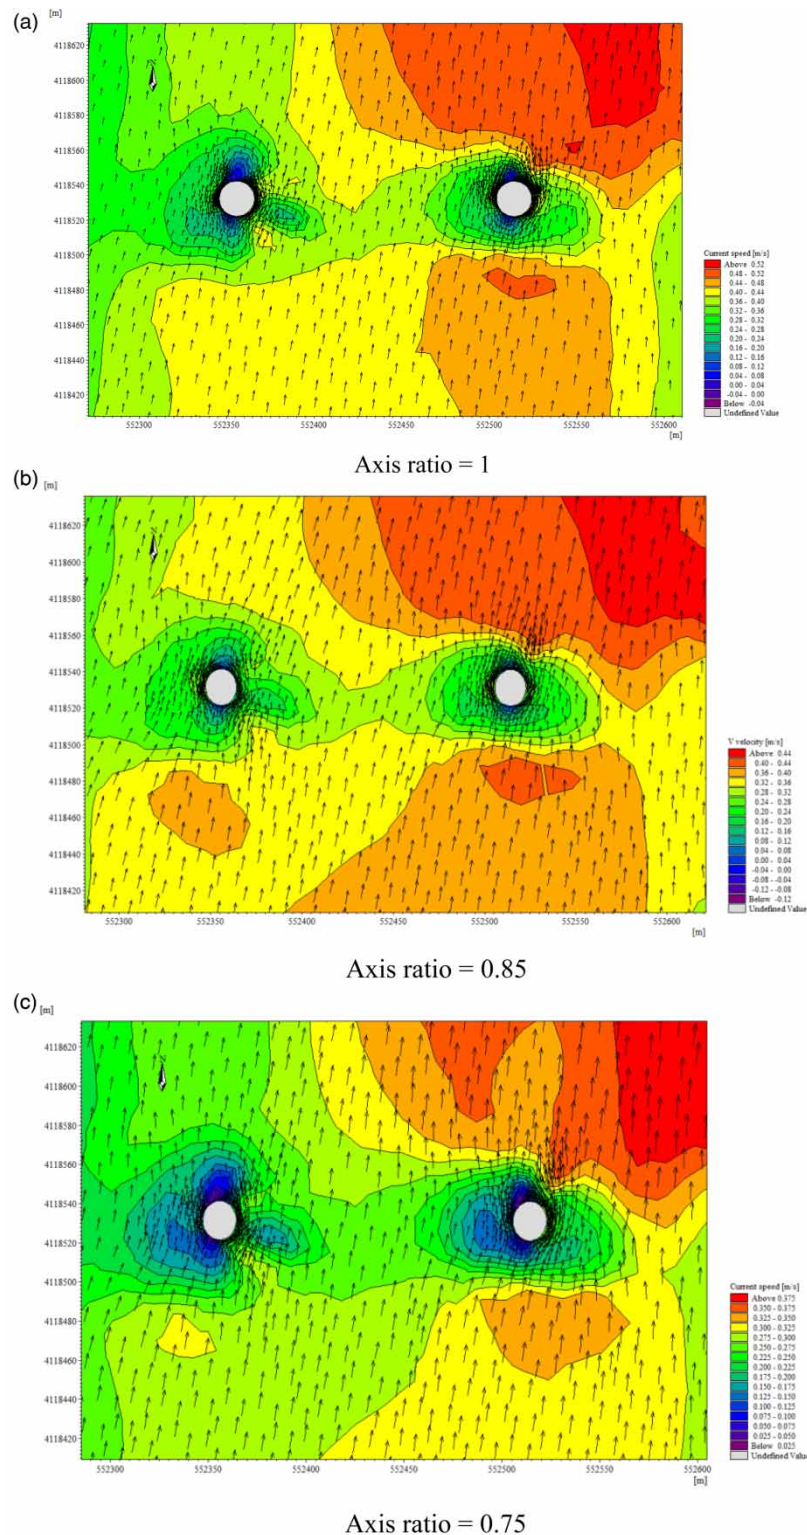 (a)
[m]
N
4118600
4118580
4118560
4118540
4118520
4118500
4118480
4118460
4118440
4118420
552300 552350 552400 552450 552500 552550 552600
[m]
Current speed [m/s]
Above 0.52
0.48 - 0.52
0.44 - 0.48
0.40 - 0.44
0.36 - 0.40
0.32 - 0.36
0.28 - 0.32
0.24 - 0.28
0.20 - 0.24
0.16 - 0.20
0.12 - 0.16
0.08 - 0.12
0.04 - 0.08
0.00 - 0.04
-0.04 - 0.00
Below -0.04
Undefined Value
Axis ratio = 1
(b)
[m]
N
4118620
4118600
4118580
4118560
4118540
4118520
4118500
4118480
4118460
4118440
4118420
552300 552350 552400 552450 552500 552550 552600
[m]
V velocity [m/s]
Above 0.44
0.40 - 0.44
0.36 - 0.40
0.32 - 0.36
0.28 - 0.32
0.24 - 0.28
0.20 - 0.24
0.16 - 0.20
0.12 - 0.16
0.08 - 0.12
0.04 - 0.08
0.00 - 0.04
-0.04 - 0.00
-0.08 - -0.04
-0.12 - -0.08
Below -0.12
Undefined Value
Axis ratio = 0.85
(c)
[m]
N
4118620
4118600
4118580
4118560
4118540
4118520
4118500
4118480
4118460
4118440
4118420
552300 552350 552400 552450 552500 552550 552600
[m]
Current speed [m/s]
Above 0.375
0.350 - 0.375
0.325 - 0.350
0.300 - 0.325
0.275 - 0.300
0.250 - 0.275
0.225 - 0.250
0.200 - 0.225
0.175 - 0.200
0.150 - 0.175
0.125 - 0.150
0.100 - 0.125
0.075 - 0.100
0.050 - 0.075
0.025 - 0.050
Below 0.025
Undefined Value
Axis ratio = 0.75